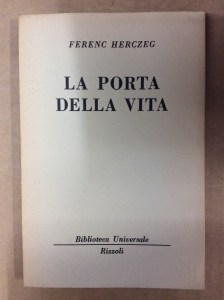 FERENC HERCZEG
LA PORTA
DELLA VITA
Biblioteca Universale
Rizzoli